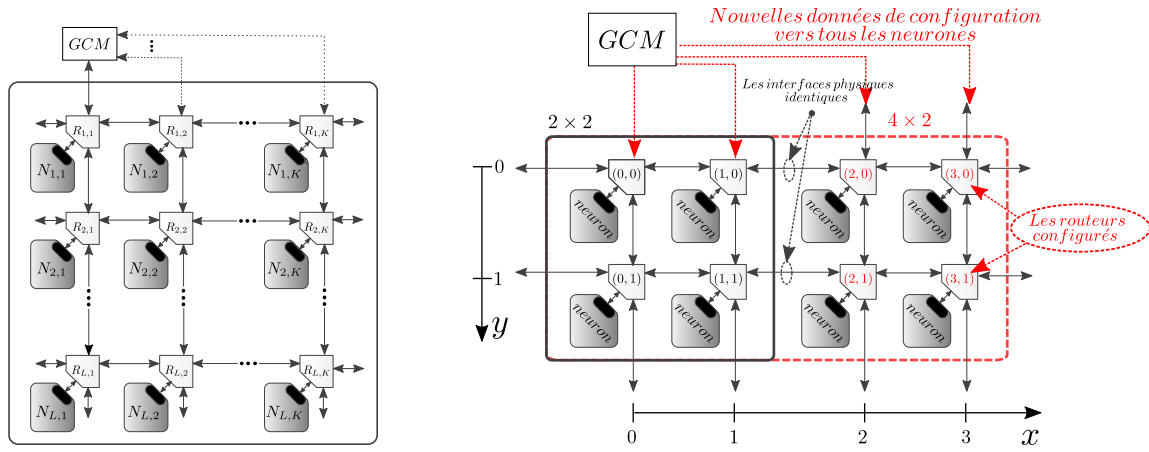 GCM
R1,1 R1,2 R1,K
N1,1 N1,2 N1,K
R2,1 R2,2 R2,K
N2,1 N2,2 N2,K
RL,1 RL,2 RL,K
NL,1 NL,2 NL,K
GCM
Nouvelles données de configuration
vers tous les neurones
Les interfaces physiques
identiques
2 × 2
4 × 2
0
(0,0) (1,0) (2,0) (3,0)
neuron neuron neuron neuron
Les routeurs
configurés
1
(0,1) (1,1) (2,1) (3,1)
neuron neuron neuron neuron
y
0 1 2 3
x